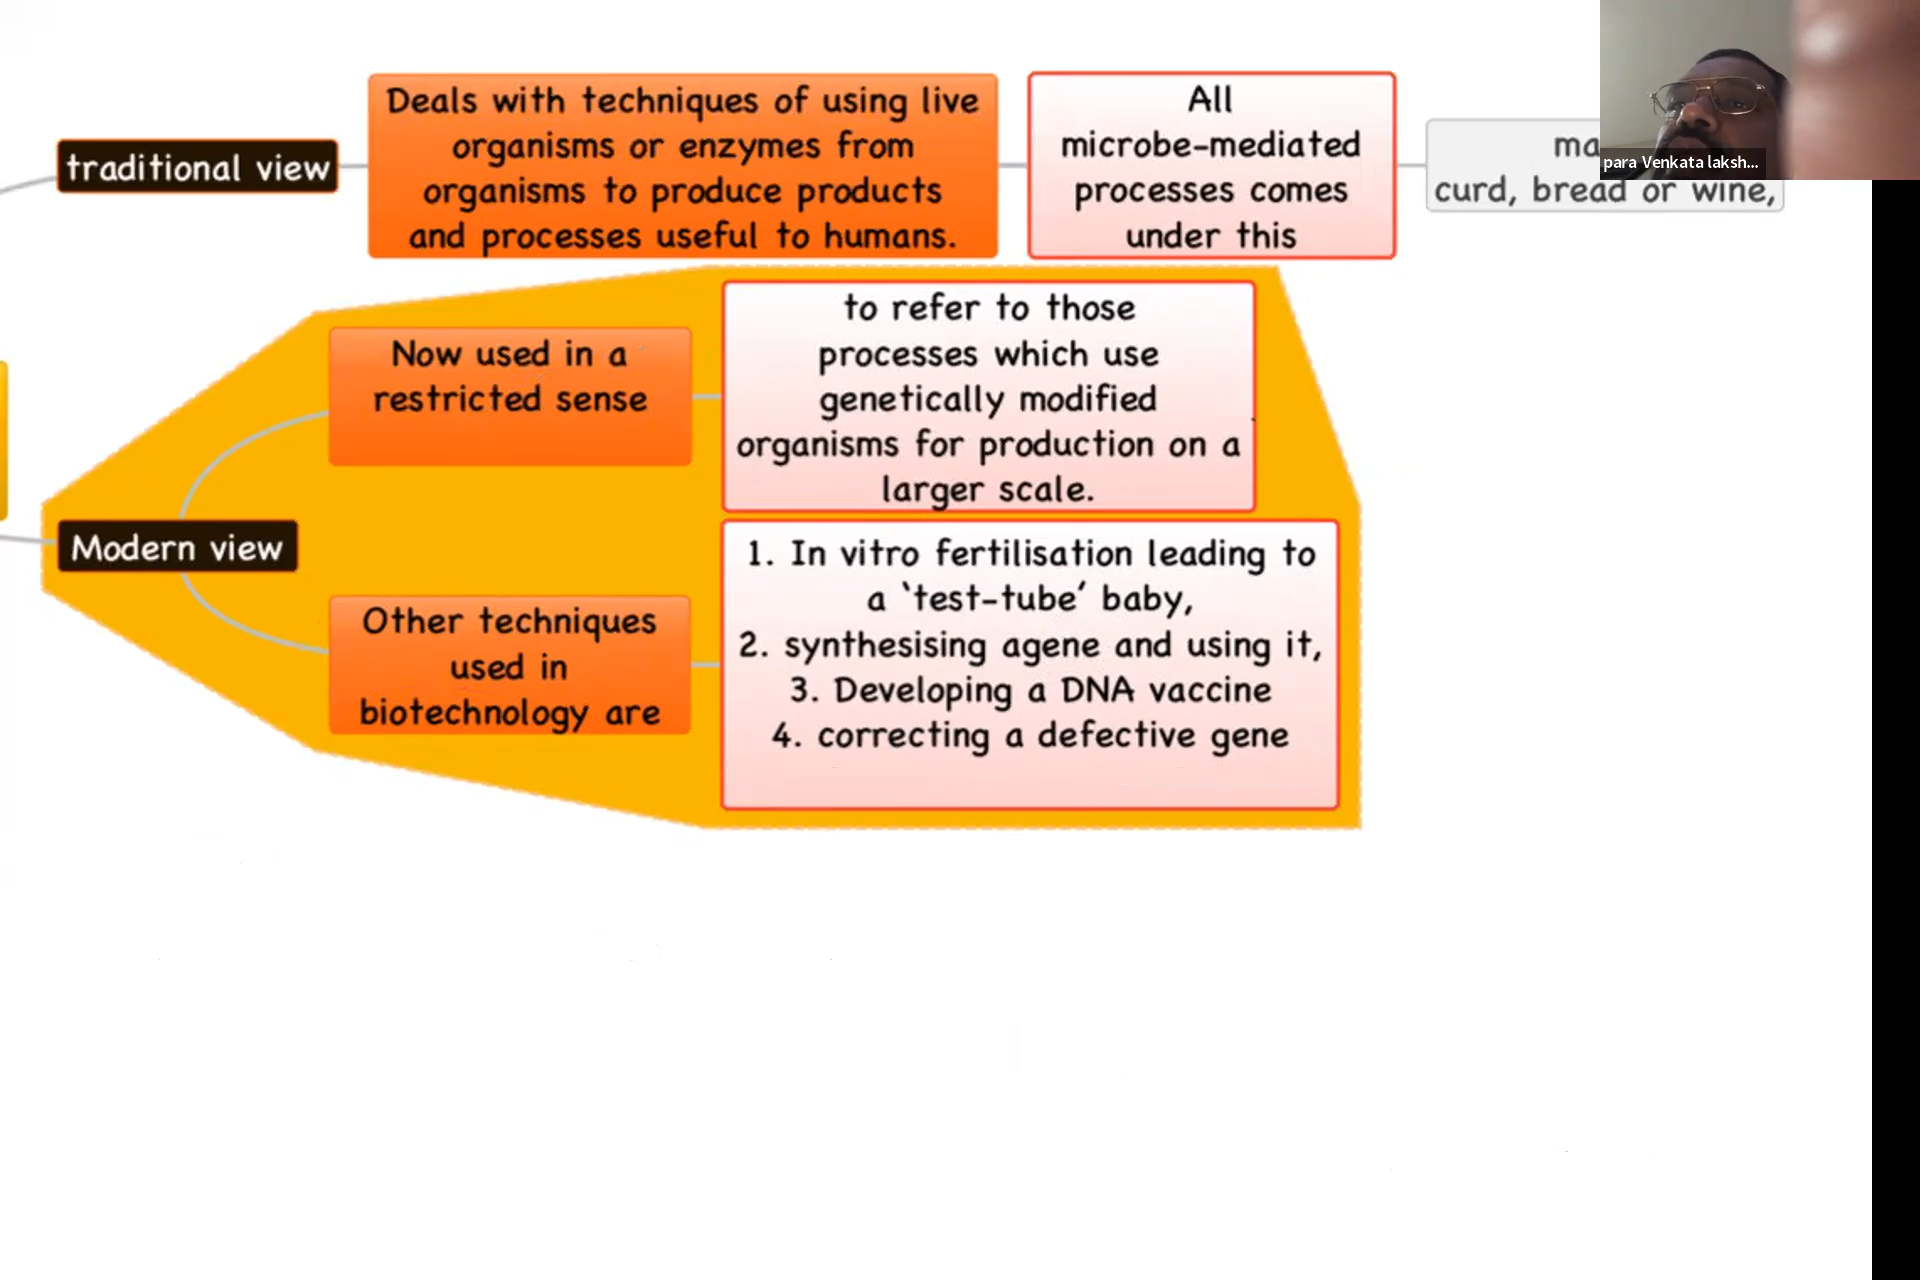 traditional view
Deals with techniques of using live
organisms or enzymes from
organisms to produce products
and processes useful to humans.
All
microbe-mediated
processes comes
under this
curd, bread or wine,
para Venkata laksh...
Now used in a
restricted sense
to refer to those
processes which use
genetically modified
organisms for production on a
larger scale.
Modern view
Other techniques
used in
biotechnology are
1. In vitro fertilisation leading to
a ‘test-tube’ baby,
2. synthesising agene and using it,
3. Developing a DNA vaccine
4. correcting a defective gene